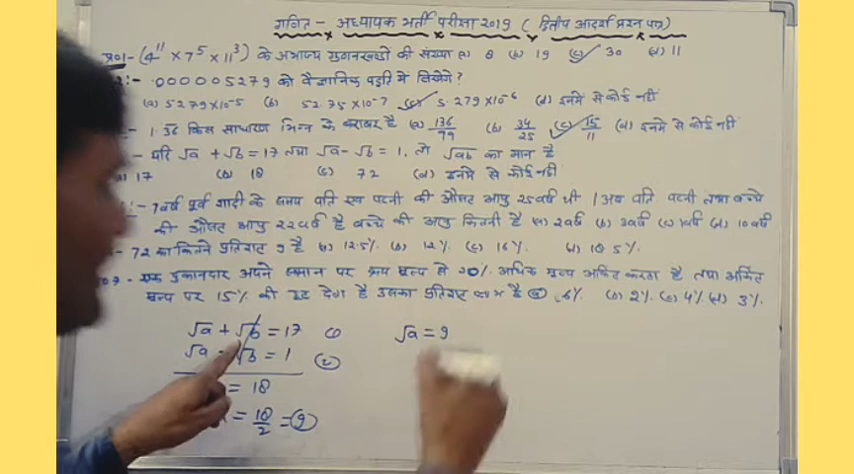 गणित - अध्यापक भर्ती परीक्षा 2019 ( द्वितीय आदर्श प्रश्न पत्र )
प्र01- (4¹¹ × 7⁵ × 11³) के अभाज्य गुणनखण्डो की संख्या (a) 8 (b) 19 (c) 30 (d) 11
2:- .000005279 को वैज्ञानिक पद्धति में लिखेंगे?
(a) 5279×10⁻⁵ (b) 52.75×10⁻⁷ (c) 5.279×10⁻⁶ (d) इनमे से कोई नहीं
:- 1.36 किस साधारण भिन्न के बराबर है (a) 136/99 (b) 34/25 (c) 15/11 (d) इनमे से कोई नहीं
- यदि √a + √b = 17 तथा √a - √b = 1, तो √ab का मान है
17 (b) 18 (c) 72 (d) इनमे से कोई नहीं
:- 7 वर्ष पूर्व शादी के समय पति एवं पत्नी की औसत आयु 25 वर्ष थी । अब पति पत्नी तथा बच्चे
की औसत आयु 22 वर्ष है बच्चे की आयु कितनी है (a) 2 वर्ष (b) 3 वर्ष (c) 1 वर्ष (d) 10 वर्ष
- 72 का कितने प्रतिशत 9 है (a) 12.5% (b) 12% (c) 15% (d) 18.5%
07 - एक दुकानदार अपने सामान पर क्रय मूल्य से 20% अधिक मूल्य अंकित करता है तथा अंकित
मूल्य पर 15% की छूट देता है उसका प्रतिशत लाभ है (a) 6% (b) 2% (c) 4% (d) 3%
√a + √b = 17 (1) √a = 9
√a - √b = 1 (2)
= 18
= 18/2 = 9